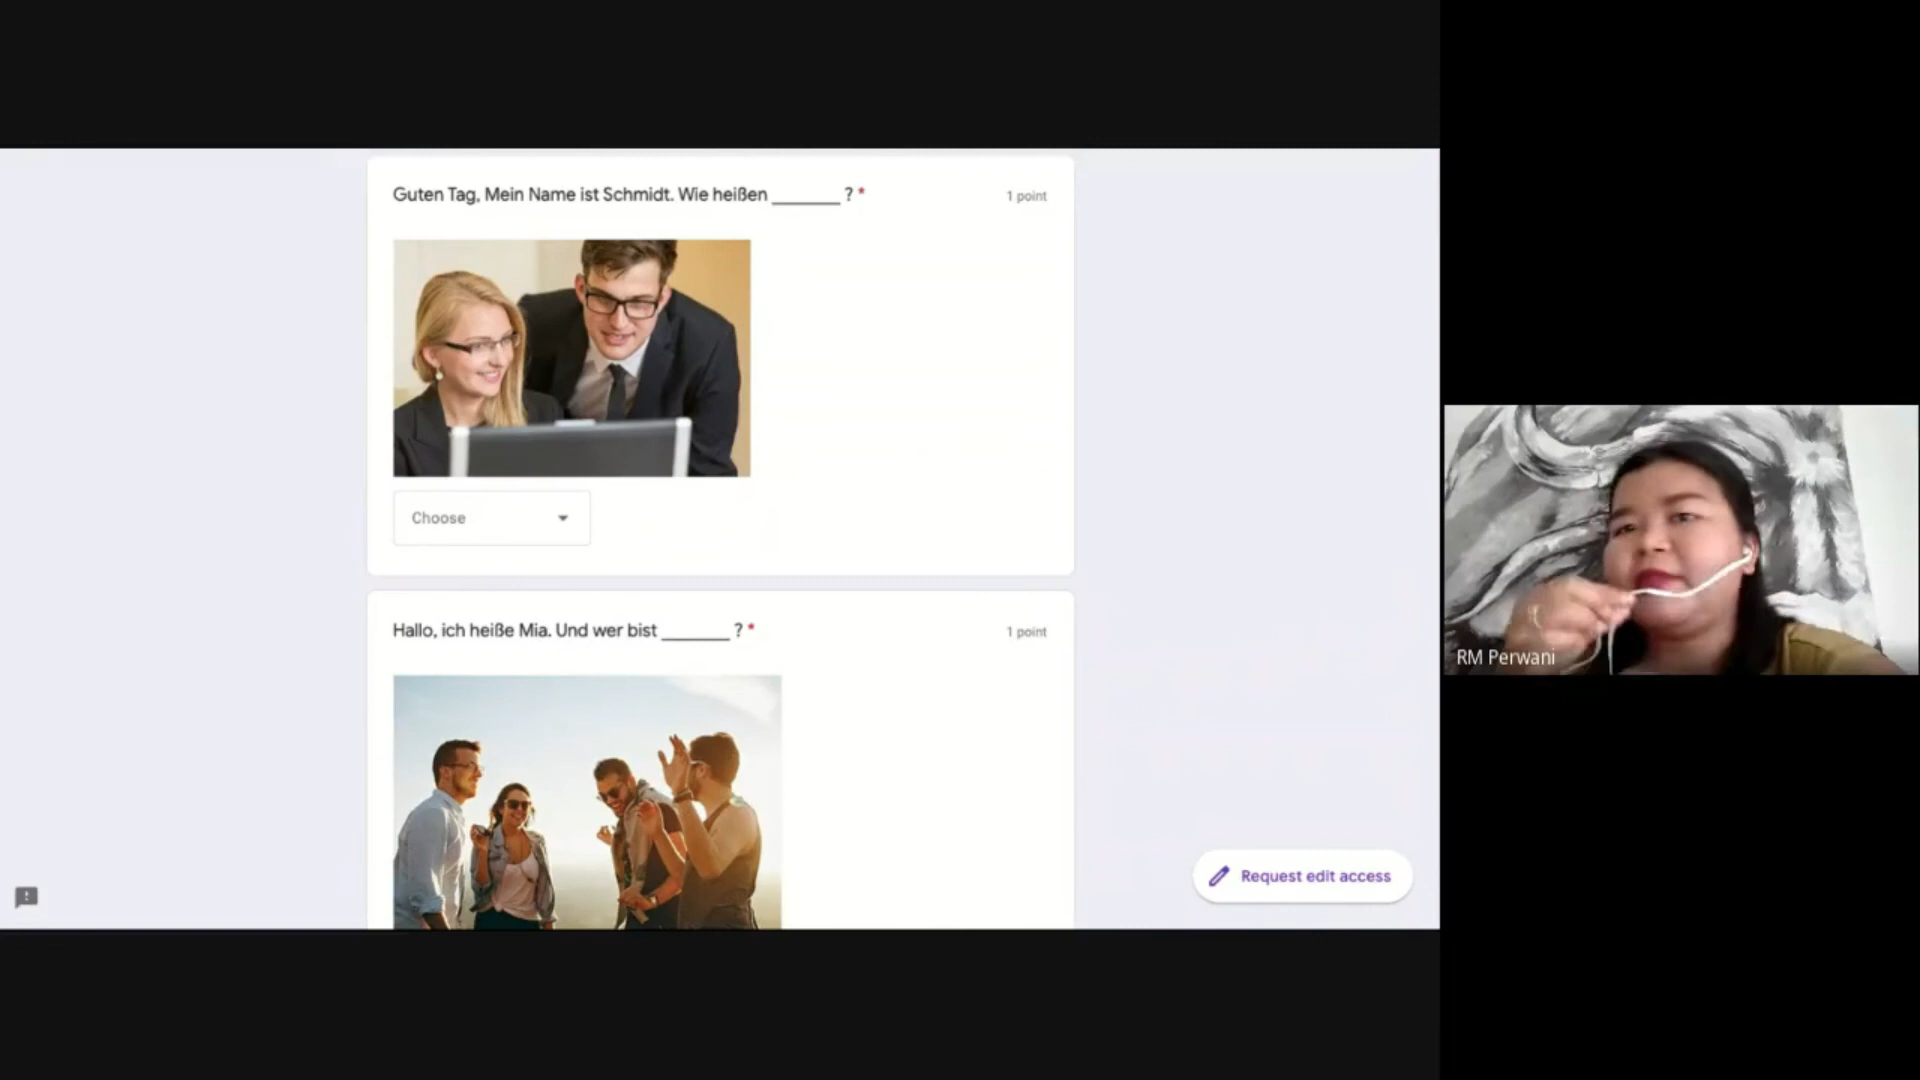 Guten Tag, Mein Name ist Schmidt. Wie heißen ________ ? *
1 point
Choose
Hallo, ich heiße Mia. Und wer bist ________ ? *
1 point
Request edit access
RM Perwani